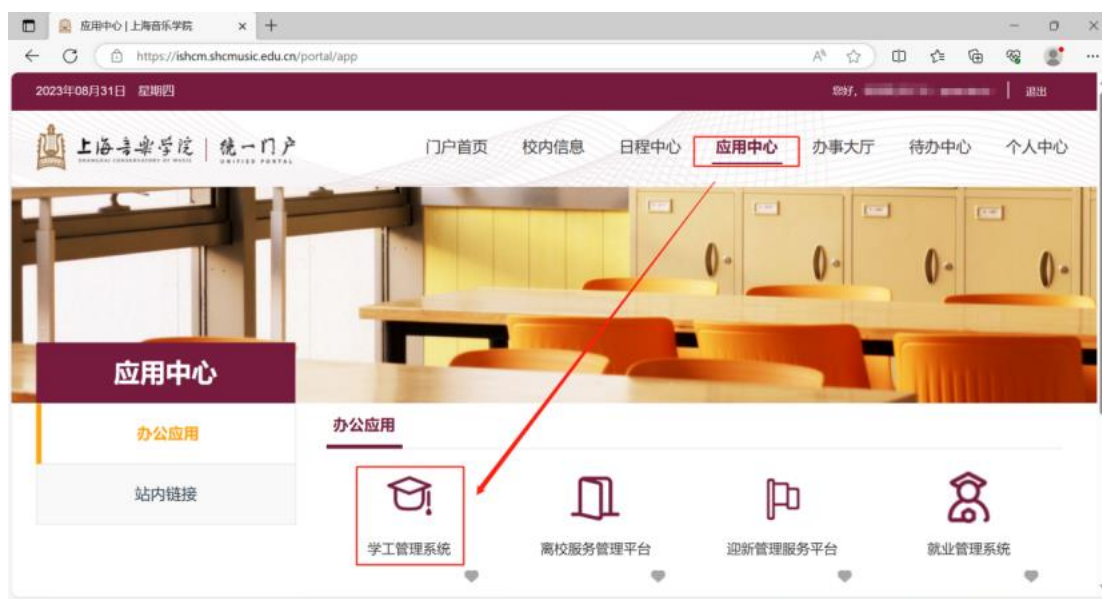 应用中心 | 上海音乐学院
https://ishcm.shcmusic.edu.cn/portal/app
2023年08月31日 星期四
您好,
退出
上海音乐学院 | 统一门户
SHANGHAI CONSERVATORY OF MUSIC UNIFIED PORTAL
门户首页 校内信息 日程中心 应用中心 办事大厅 待办中心 个人中心
应用中心
办公应用
站内链接
办公应用
学工管理系统 离校服务管理平台 迎新管理服务平台 就业管理系统